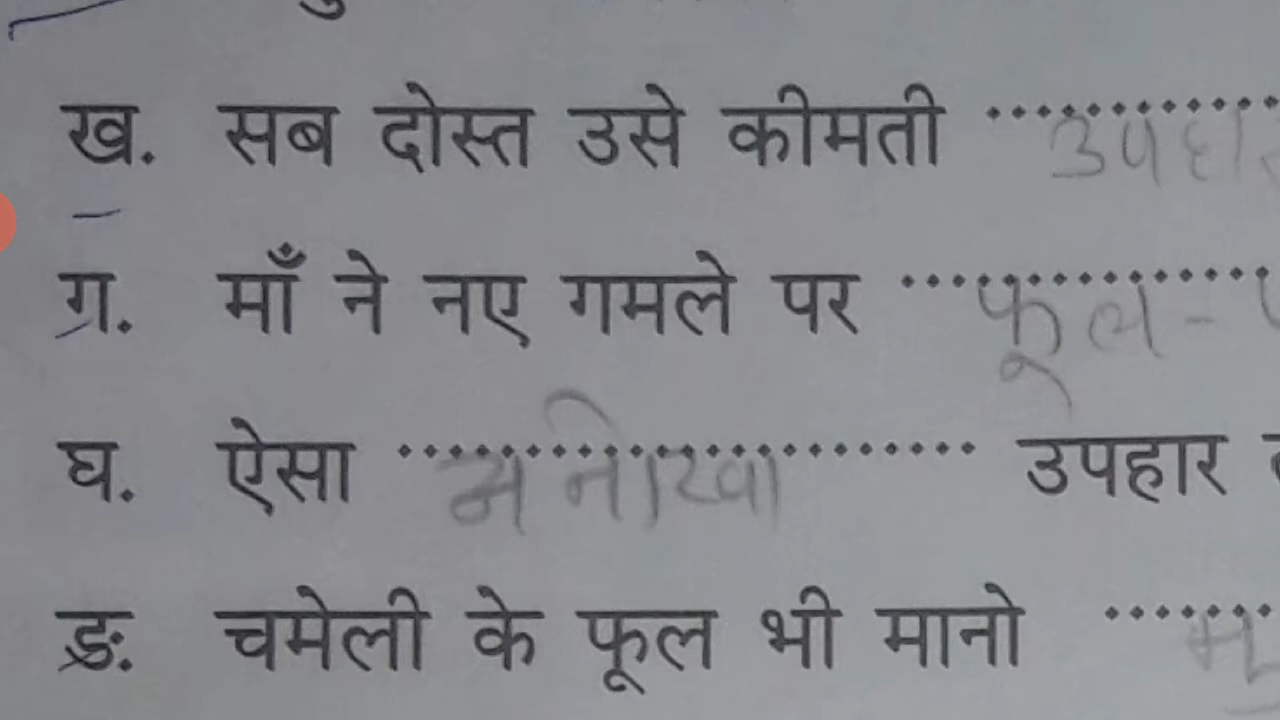 ख. सब दोस्त उसे कीमती ................ उपहार
ग. माँ ने नए गमले पर ................ फूल-
घ. ऐसा ................ अनोखा उपहार
ङ. चमेली के फूल भी मानो ........